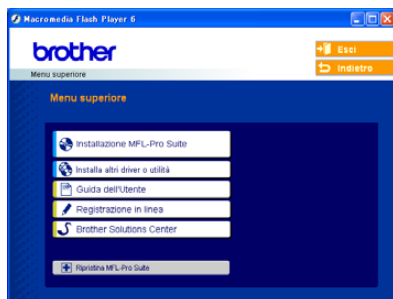 Macromedia Flash Player 6
brother
Esci
Indietro
Menu superiore
Menu superiore
Installazione MFL-Pro Suite
Installa altri driver o utilità
Guida dell'Utente
Registrazione in linea
Brother Solutions Center
Ripristina MFL-Pro Suite